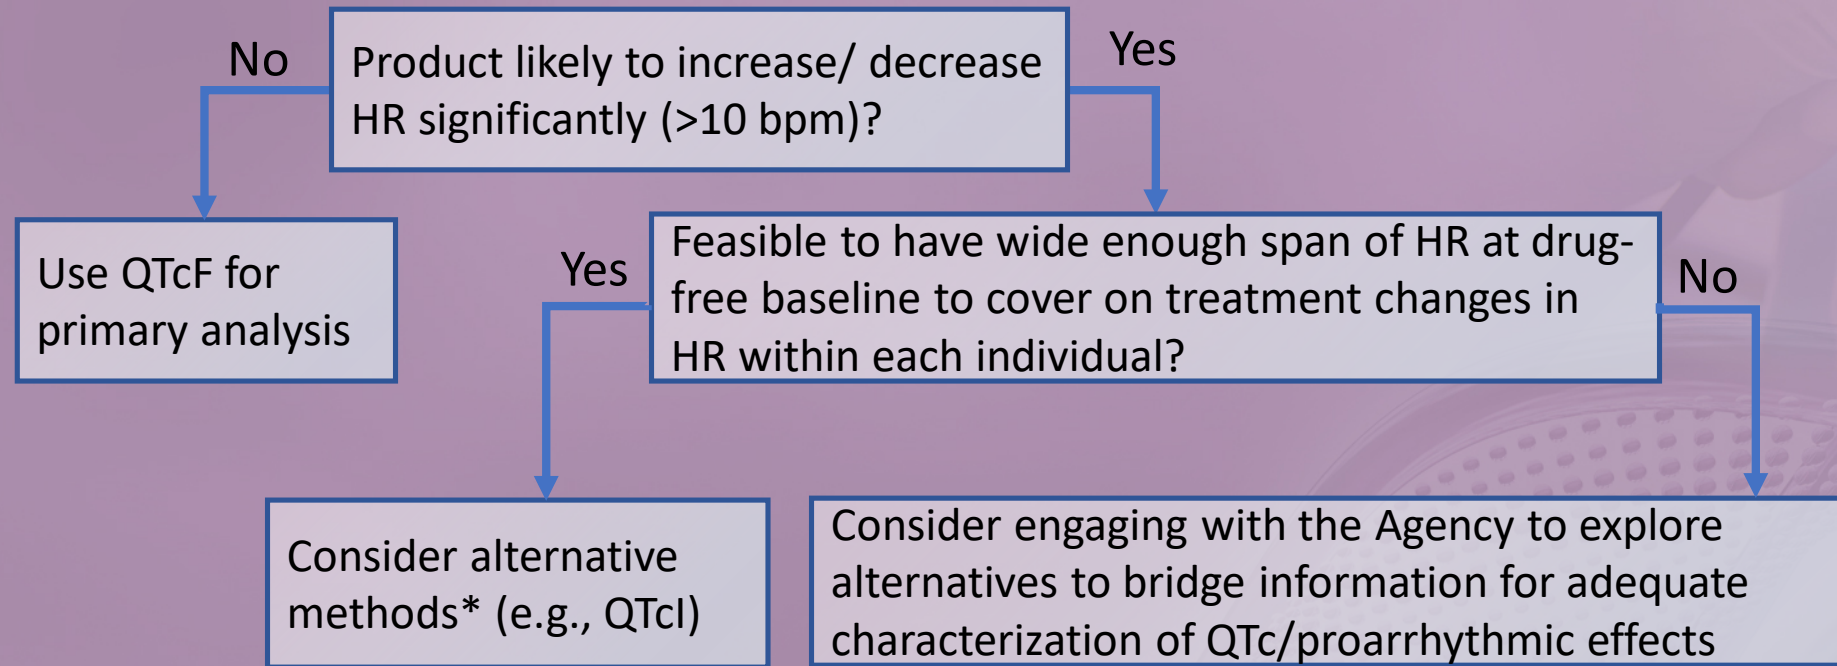 No
Product likely to increase/ decrease
HR significantly (>10 bpm)?
Yes
Use QTcF for
primary analysis
Yes
Feasible to have wide enough span of HR at drug-
free baseline to cover on treatment changes in
HR within each individual?
No
Consider alternative
methods* (e.g., QTcI)
Consider engaging with the Agency to explore
alternatives to bridge information for adequate
characterization of QTc/proarrhythmic effects